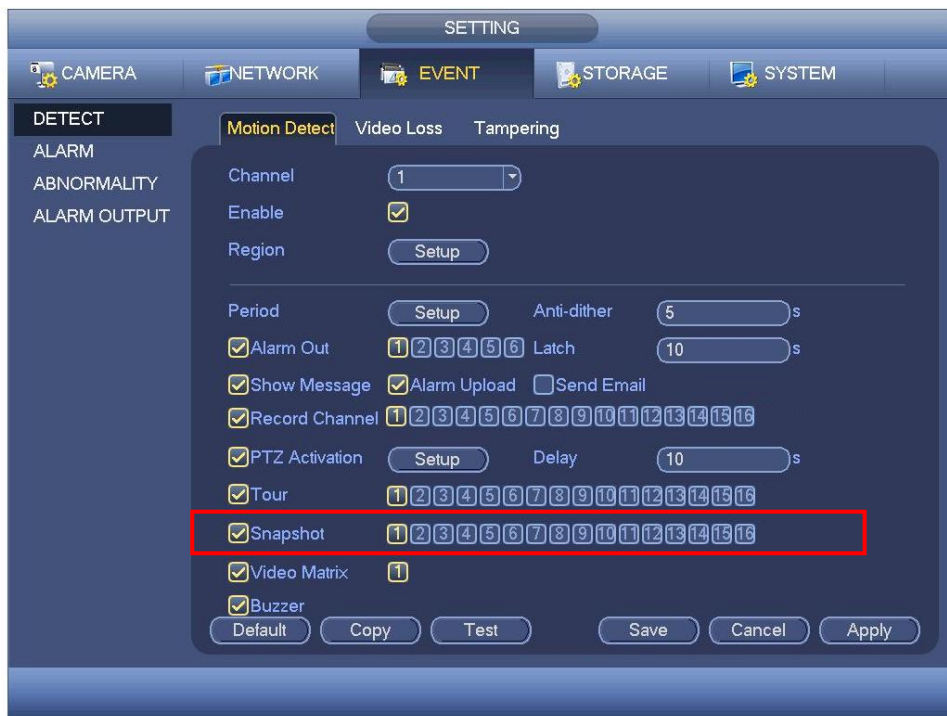 SETTING
CAMERA NETWORK EVENT STORAGE SYSTEM
DETECT
ALARM
ABNORMALITY
ALARM OUTPUT
Motion Detect Video Loss Tampering
Channel 1
Enable
Region Setup
Period Setup Anti-dither 5 s
Alarm Out 1 2 3 4 5 6 Latch 10 s
Show Message Alarm Upload Send Email
Record Channel 1 2 3 4 5 6 7 8 9 10 11 12 13 14 15 16
PTZ Activation Setup Delay 10 s
Tour 1 2 3 4 5 6 7 8 9 10 11 12 13 14 15 16
Snapshot 1 2 3 4 5 6 7 8 9 10 11 12 13 14 15 16
Video Matrix 1
Buzzer
Default Copy Test Save Cancel Apply